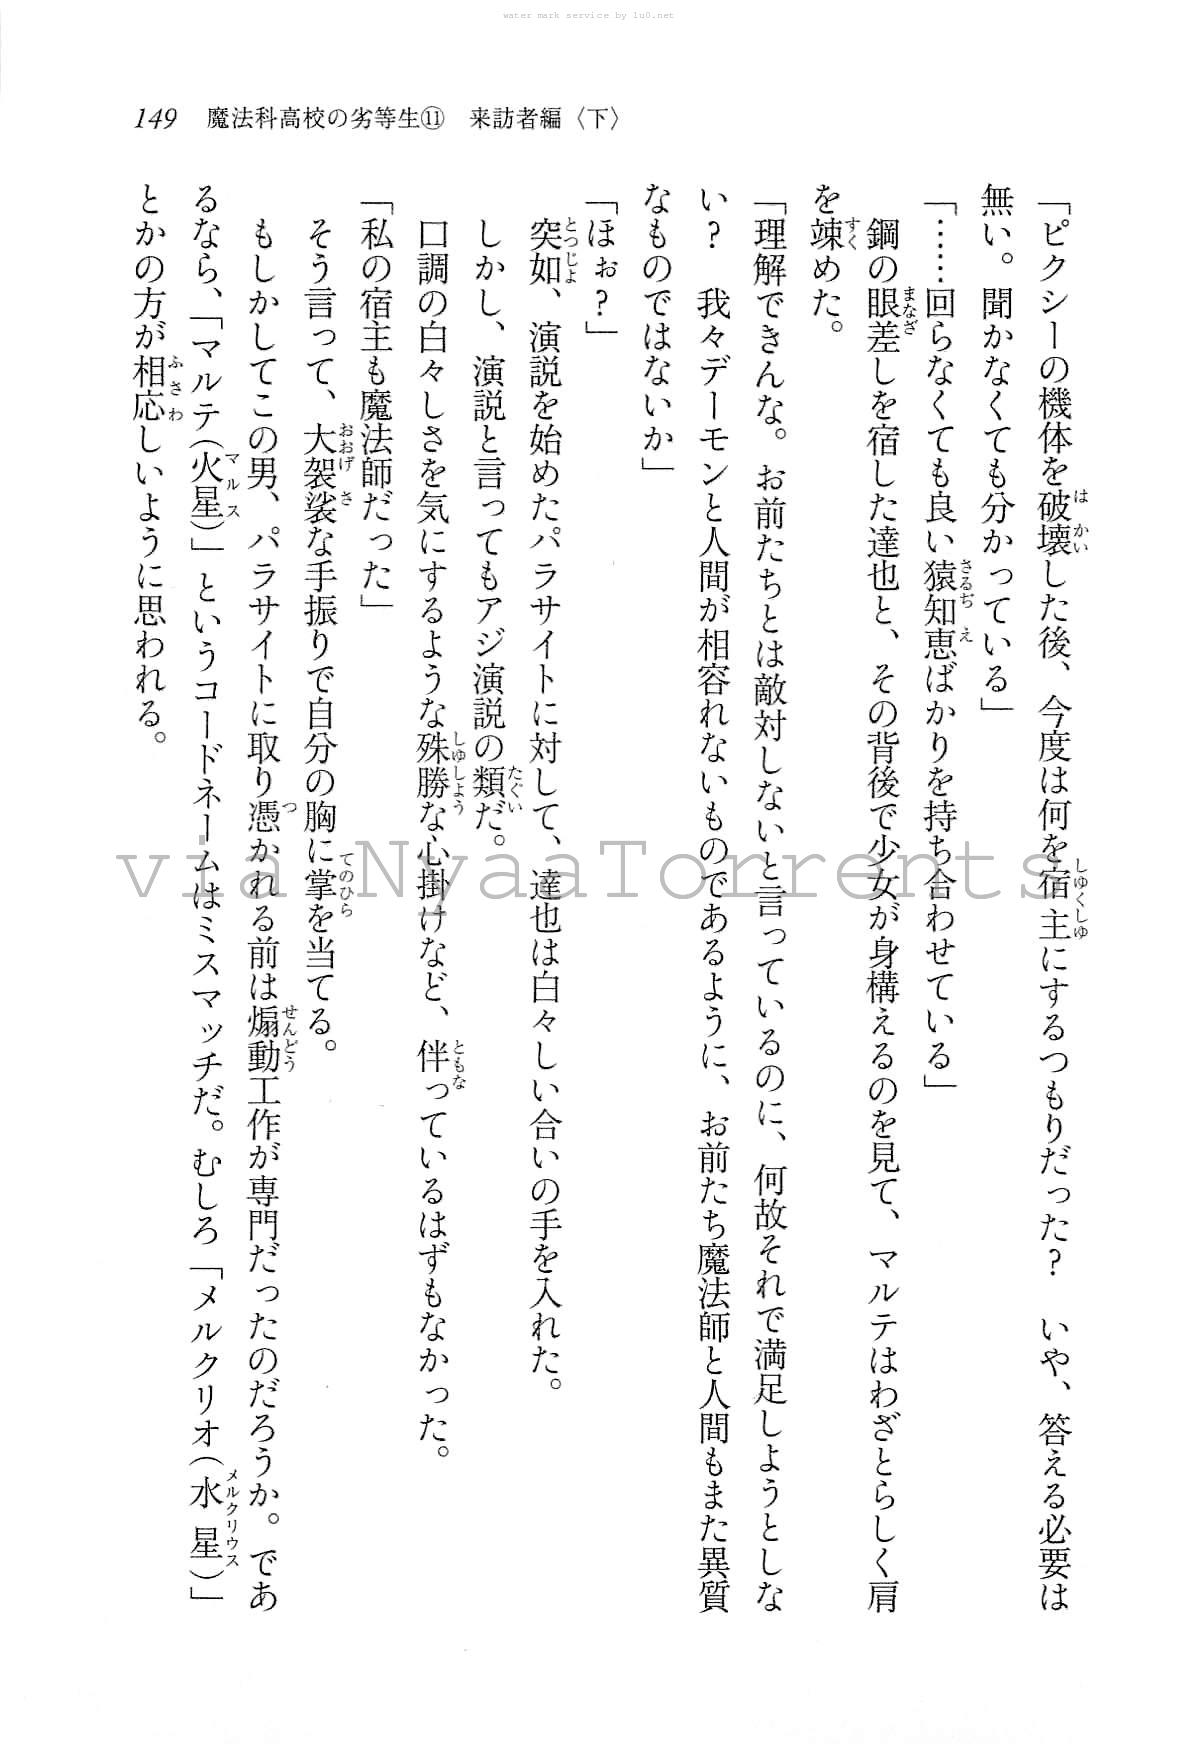 water mark service by lu0.net
149 魔法科高校の劣等生⑪ 来訪者編〈下〉
「ピクシーの機体を破壊した後、今度は何を宿主にするつもりだった? いや、答える必要は
無い。聞かなくても分かっている」
「……回らなくても良い猿知恵ばかりを持ち合わせている」
鋼の眼差しを宿した達也と、その背後で少女が身構えるのを見て、マルテはわざとらしく肩
を竦めた。
「理解できんな。お前たちとは敵対しないと言っているのに、何故それで満足しようとしな
い? 我々デーモンと人間が相容れないものであるように、お前たち魔法師と人間もまた異質
なものではないか」
「ほぉ?」
突如、演説を始めたパラサイトに対して、達也は白々しい合いの手を入れた。
しかし、演説と言ってもアジ演説の類だ。
口調の白々しさを気にするような殊勝な心掛けなど、伴っているはずもなかった。
「私の宿主も魔法師だった」
そう言って、大袈裟な手振りで自分の胸に掌を当てる。
もしかしてこの男、パラサイトに取り憑かれる前は煽動工作が専門だったのだろうか。であ
るなら、「マルテ(火星)」というコードネームはミスマッチだ。むしろ「メルクリオ(水星)」
とかの方が相応しいように思われる。
via NyaaTorrents